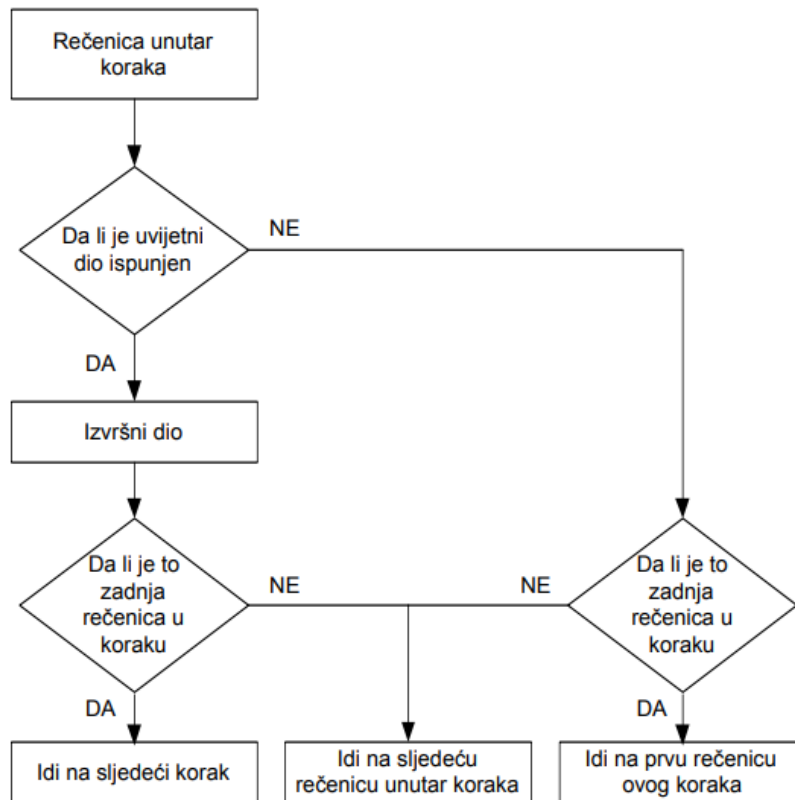 Rečenica unutar
koraka
Da li je uvijetni
dio ispunjen
NE
DA
Izvršni dio
Da li je to
zadnja
rečenica u
koraku
NE
NE
Da li je to
zadnja
rečenica u
koraku
DA
DA
Idi na sljedeći korak
Idi na sljedeću
rečenicu unutar koraka
Idi na prvu rečenicu
ovog koraka